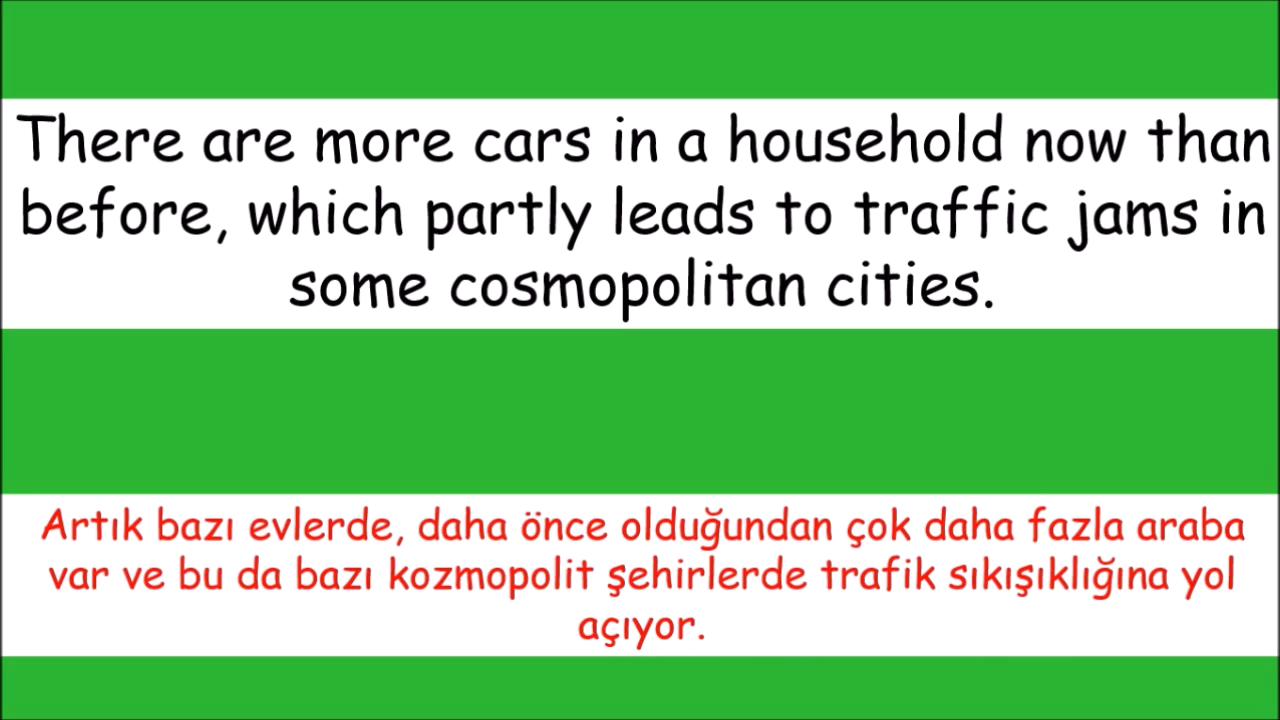 There are more cars in a household now than
before, which partly leads to traffic jams in
some cosmopolitan cities.
Artık bazı evlerde, daha önce olduğundan çok daha fazla araba
var ve bu da bazı kozmopolit şehirlerde trafik sıkışıklığına yol
açıyor.